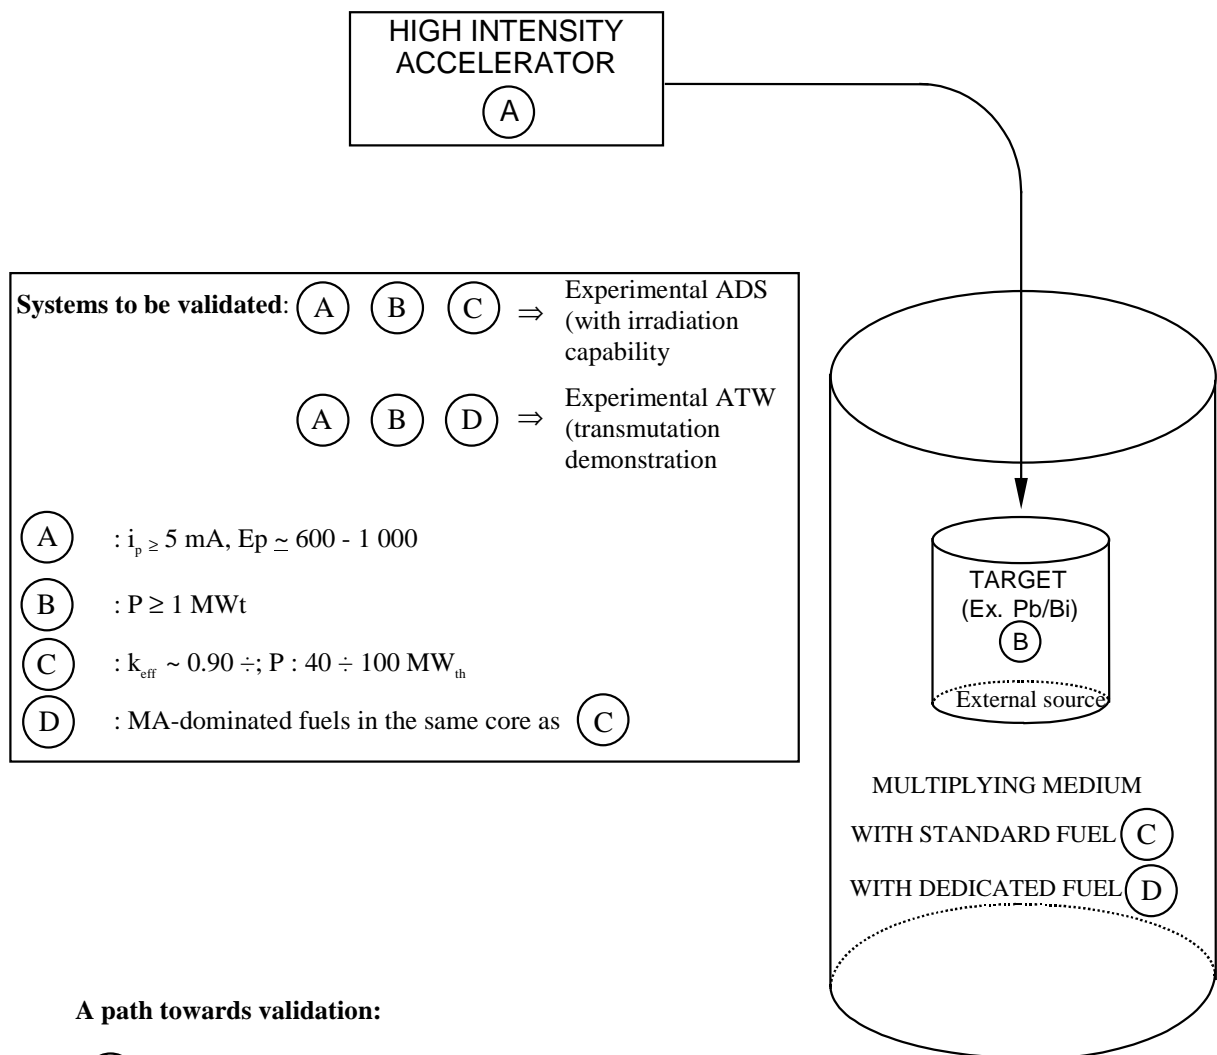 HIGH INTENSITY
ACCELERATOR
A
Systems to be validated: A B C ⇒ Experimental ADS
(with irradiation
capability
A B D ⇒ Experimental ATW
(transmutation
demonstration
A : ip ≥ 5 mA, Ep ≃ 600 - 1 000
B : P ≥ 1 MWt
C : keff ~ 0.90 ÷; P : 40 ÷ 100 MWth
D : MA-dominated fuels in the same core as C
TARGET
(Ex. Pb/Bi)
B
External source
MULTIPLYING MEDIUM
WITH STANDARD FUEL C
WITH DEDICATED FUEL D
A path towards validation: